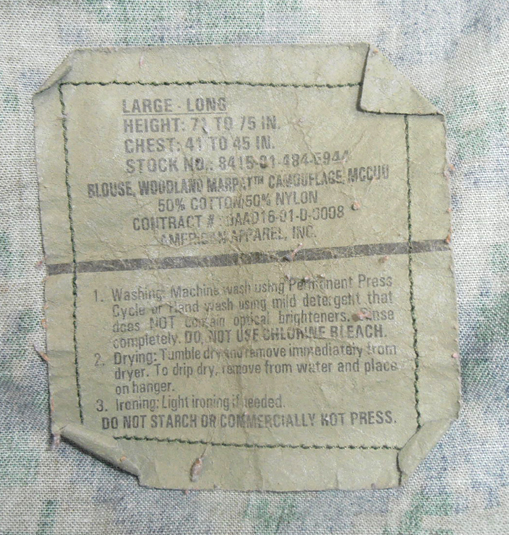 LARGE - LONG
HEIGHT: 71 TO 75 IN.
CHEST: 41 TO 45 IN.
STOCK NO.: 8415-01-484-5944
BLOUSE, WOODLAND MARPAT™ CAMOUFLAGE, MCCUU
50% COTTON/50% NYLON
CONTRACT #
AMERICAN APPAREL, INC.
1. Washing: Machine wash using Permanent Press
Cycle or Hand wash using mild detergent that
does NOT contain optical brighteners. Rinse
completely. DO NOT USE CHLORINE BLEACH.
2. Drying: Tumble dry and remove immediately from
dryer. To drip dry, remove from water and place
on hanger.
3. Ironing: Light ironing if needed.
DO NOT STARCH OR COMMERCIALLY HOT PRESS.